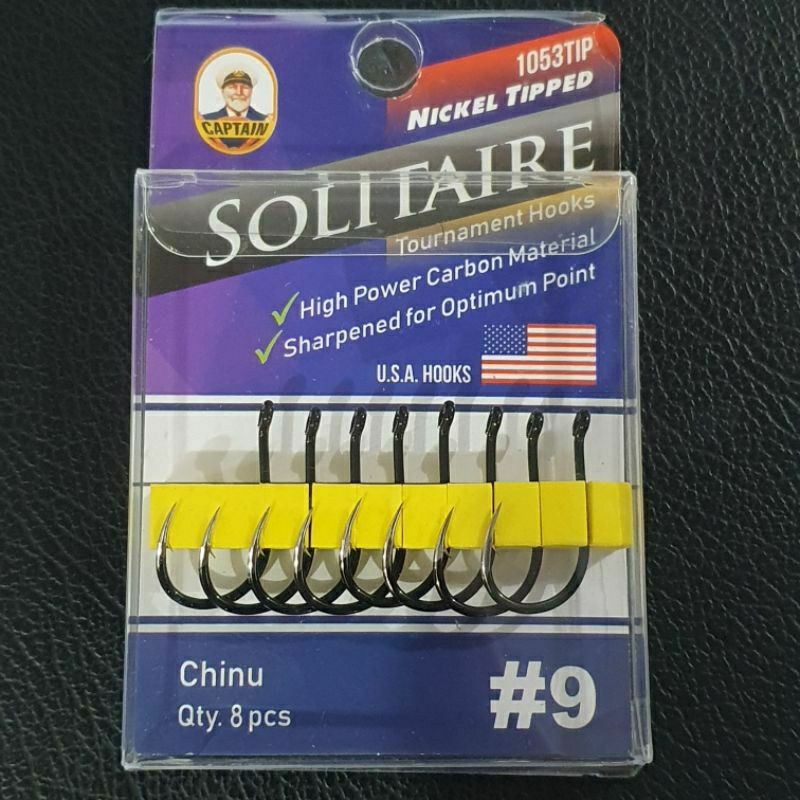 CAPTAIN
1053TIP
NICKEL TIPPED
SOLITAIRE
Tournament Hooks
High Power Carbon Material
Sharpened for Optimum Point
U.S.A. HOOKS
Chinu
Qty. 8 pcs
#9